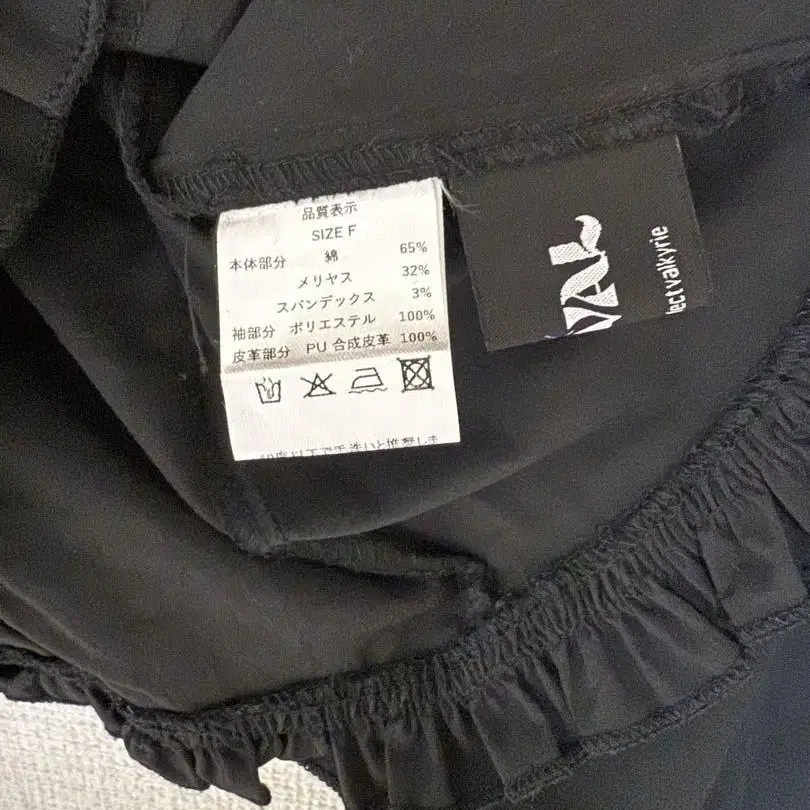 品質表示
SIZE F
本体部分 綿 65%
メリヤス 32%
スパンデックス 3%
袖部分 ポリエステル 100%
皮革部分 PU 合成皮革 100%
VAL
lectvalkyrie